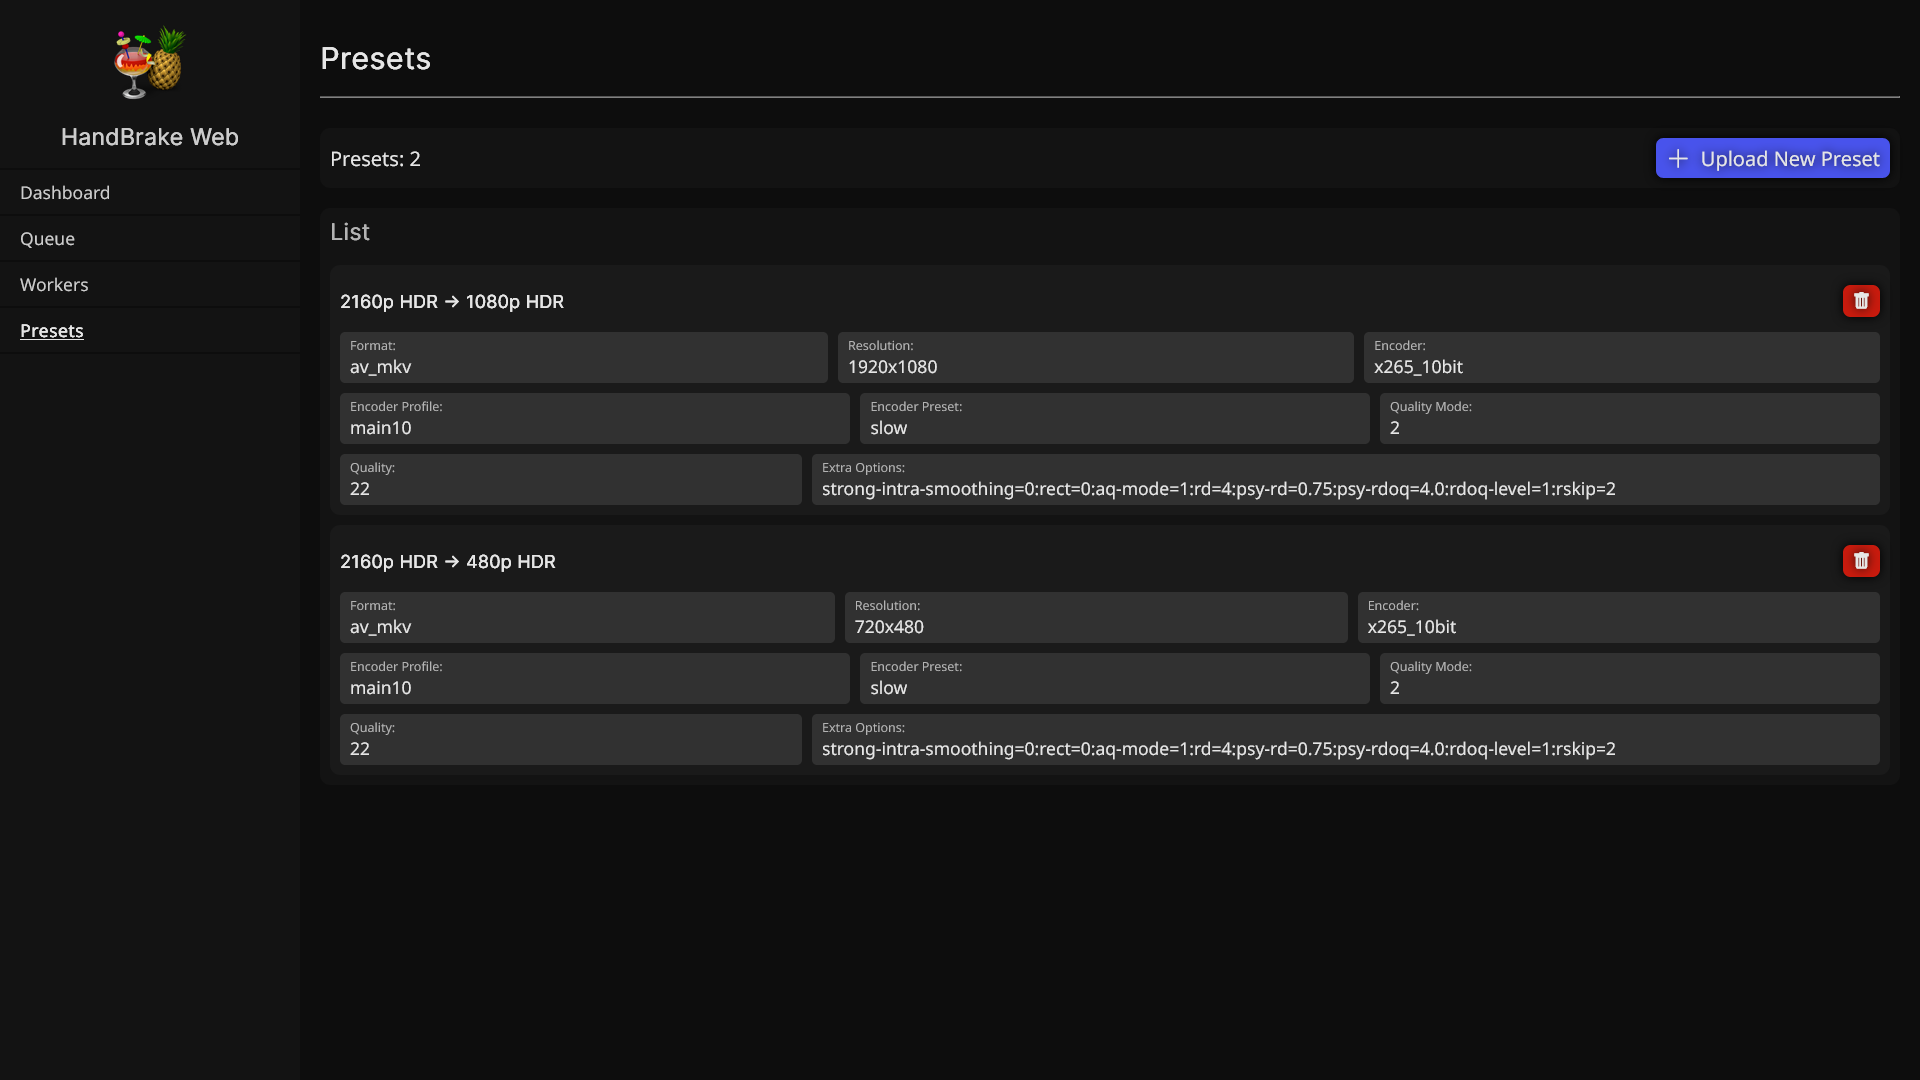 HandBrake Web
Dashboard
Queue
Workers
Presets
Presets
Presets: 2
Upload New Preset
List
2160p HDR → 1080p HDR
Format:
av_mkv
Resolution:
1920x1080
Encoder:
x265_10bit
Encoder Profile:
main10
Encoder Preset:
slow
Quality Mode:
2
Quality:
22
Extra Options:
strong-intra-smoothing=0:rect=0:aq-mode=1:rd=4:psy-rd=0.75:psy-rdoq=4.0:rdoq-level=1:rskip=2
2160p HDR → 480p HDR
Format:
av_mkv
Resolution:
720x480
Encoder:
x265_10bit
Encoder Profile:
main10
Encoder Preset:
slow
Quality Mode:
2
Quality:
22
Extra Options:
strong-intra-smoothing=0:rect=0:aq-mode=1:rd=4:psy-rd=0.75:psy-rdoq=4.0:rdoq-level=1:rskip=2